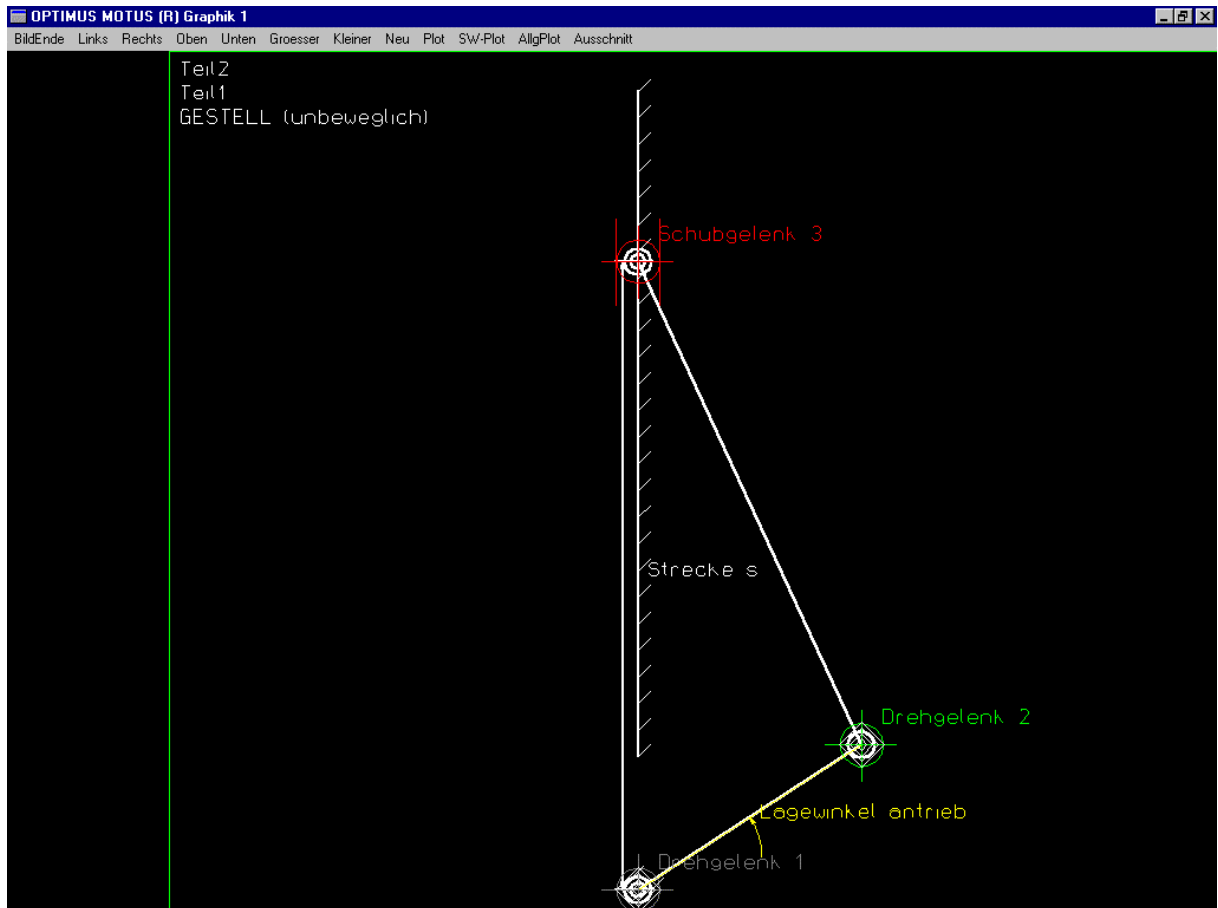 OPTIMUS MOTUS (R) Graphik 1
BildEnde Links Rechts Oben Unten Groesser Kleiner Neu Plot SW-Plot AllgPlot Ausschnitt
Teil2
Teil1
GESTELL (unbeweglich)
Schubgelenk 3
Strecke s
Drehgelenk 2
Lagewinkel antrieb
Drehgelenk 1